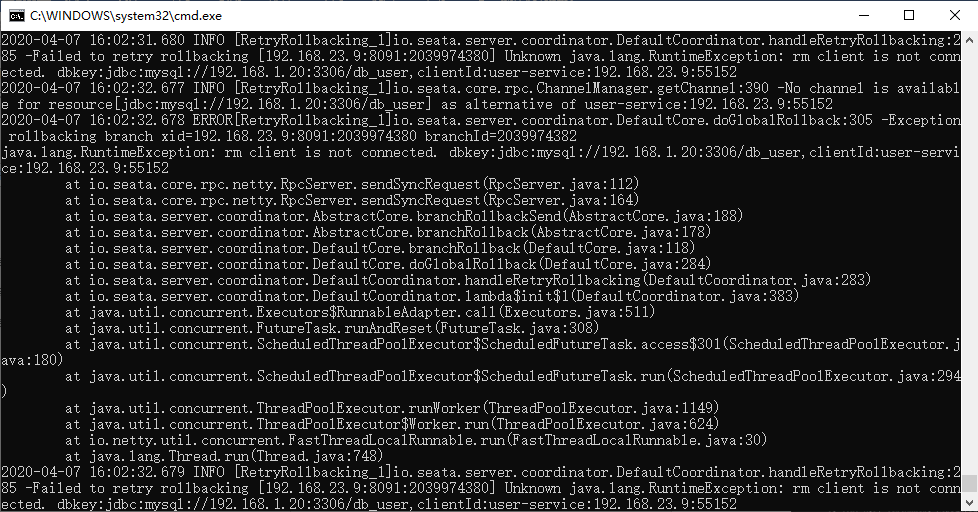 C:\WINDOWS\system32\cmd.exe
2020-04-07 16:02:31.680 INFO [RetryRollbacking_1]io.seata.server.coordinator.DefaultCoordinator.handleRetryRollbacking:2
85 -Failed to retry rollbacking [192.168.23.9:8091:2039974380] Unknown java.lang.RuntimeException: rm client is not conn
ected. dbkey:jdbc:mysql://192.168.1.20:3306/db_user,clientId:user-service:192.168.23.9:55152
2020-04-07 16:02:32.677 INFO [RetryRollbacking_1]io.seata.core.rpc.ChannelManager.getChannel:390 -No channel is availabl
e for resource[jdbc:mysql://192.168.1.20:3306/db_user] as alternative of user-service:192.168.23.9:55152
2020-04-07 16:02:32.678 ERROR[RetryRollbacking_1]io.seata.server.coordinator.DefaultCore.doGlobalRollback:305 -Exception
 rollbacking branch xid=192.168.23.9:8091:2039974380 branchId=2039974382
java.lang.RuntimeException: rm client is not connected. dbkey:jdbc:mysql://192.168.1.20:3306/db_user,clientId:user-servi
ce:192.168.23.9:55152
        at io.seata.core.rpc.netty.RpcServer.sendSyncRequest(RpcServer.java:112)
        at io.seata.core.rpc.netty.RpcServer.sendSyncRequest(RpcServer.java:164)
        at io.seata.server.coordinator.AbstractCore.branchRollbackSend(AbstractCore.java:188)
        at io.seata.server.coordinator.AbstractCore.branchRollback(AbstractCore.java:178)
        at io.seata.server.coordinator.DefaultCore.branchRollback(DefaultCore.java:118)
        at io.seata.server.coordinator.DefaultCore.doGlobalRollback(DefaultCore.java:284)
        at io.seata.server.coordinator.DefaultCoordinator.handleRetryRollbacking(DefaultCoordinator.java:283)
        at io.seata.server.coordinator.DefaultCoordinator.lambda$init$1(DefaultCoordinator.java:383)
        at java.util.concurrent.Executors$RunnableAdapter.call(Executors.java:511)
        at java.util.concurrent.FutureTask.runAndReset(FutureTask.java:308)
        at java.util.concurrent.ScheduledThreadPoolExecutor$ScheduledFutureTask.access$301(ScheduledThreadPoolExecutor.j
ava:180)
        at java.util.concurrent.ScheduledThreadPoolExecutor$ScheduledFutureTask.run(ScheduledThreadPoolExecutor.java:294
)
        at java.util.concurrent.ThreadPoolExecutor.runWorker(ThreadPoolExecutor.java:1149)
        at java.util.concurrent.ThreadPoolExecutor$Worker.run(ThreadPoolExecutor.java:624)
        at io.netty.util.concurrent.FastThreadLocalRunnable.run(FastThreadLocalRunnable.java:30)
        at java.lang.Thread.run(Thread.java:748)
2020-04-07 16:02:32.679 INFO [RetryRollbacking_1]io.seata.server.coordinator.DefaultCoordinator.handleRetryRollbacking:2
85 -Failed to retry rollbacking [192.168.23.9:8091:2039974380] Unknown java.lang.RuntimeException: rm client is not conn
ected. dbkey:jdbc:mysql://192.168.1.20:3306/db_user,clientId:user-service:192.168.23.9:55152